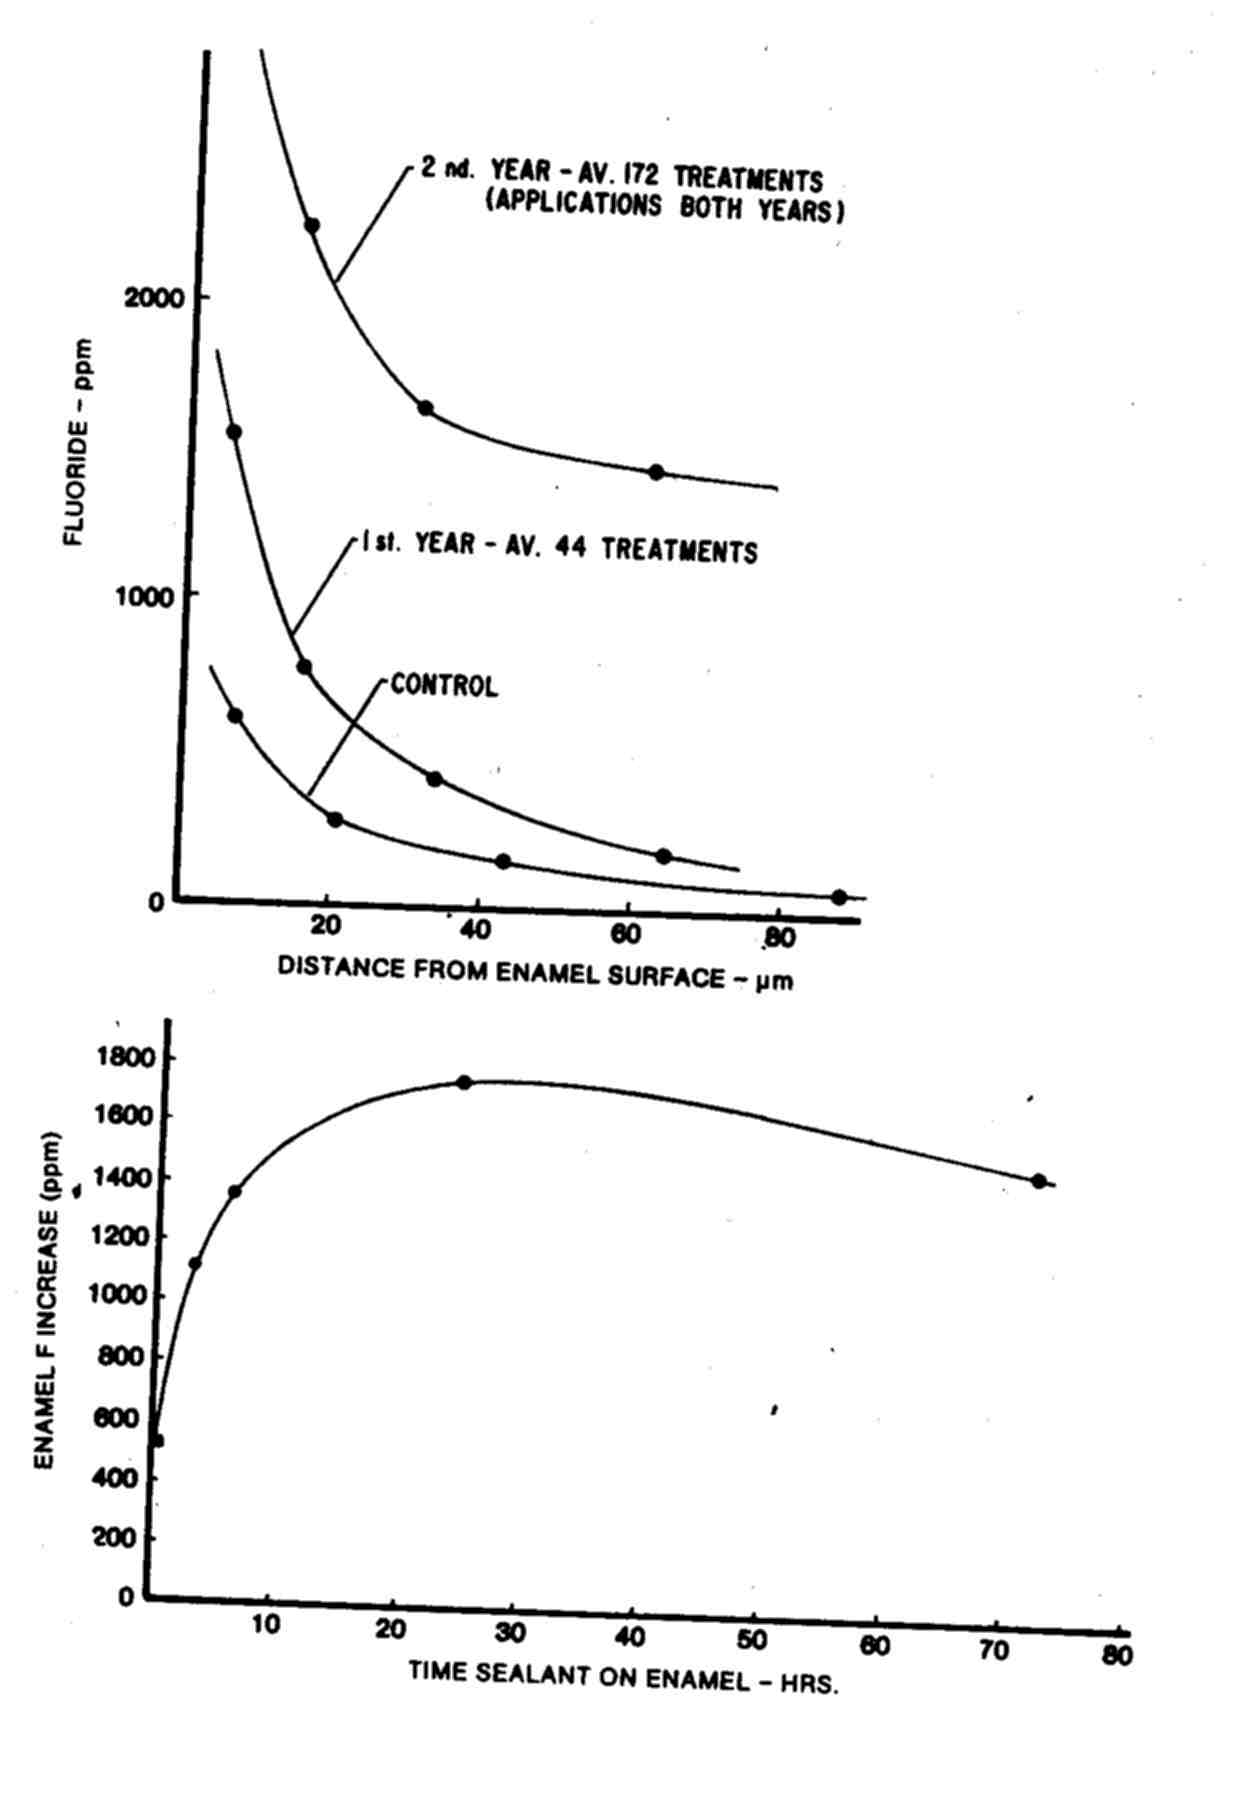 2 nd. YEAR - AV. 172 TREATMENTS
(APPLICATIONS BOTH YEARS)
2000
FLUORIDE - ppm
1 st. YEAR - AV. 44 TREATMENTS
1000
CONTROL
0
20 40 60 80
DISTANCE FROM ENAMEL SURFACE - µm
1800
1600
1400
1200
1000
800
600
400
200
0
ENAMEL F INCREASE (ppm)
10 20 30 40 50 60 70 80
TIME SEALANT ON ENAMEL - HRS.